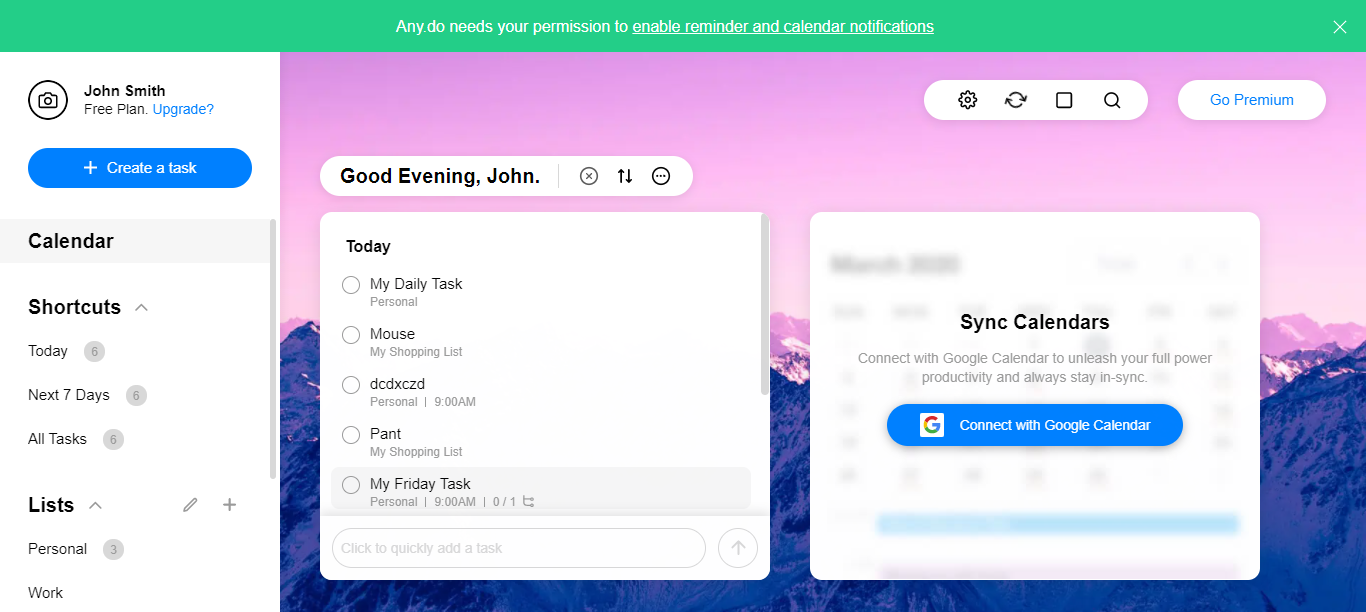 Any.do needs your permission to enable reminder and calendar notifications
John Smith
Free Plan. Upgrade?
Create a task
Go Premium
Good Evening, John.
Calendar
Shortcuts
Today 6
Next 7 Days 6
All Tasks 6
Lists
Personal 3
Work
Today
My Daily Task
Personal
Mouse
My Shopping List
dcdxczd
Personal | 9:00AM
Pant
My Shopping List
My Friday Task
Personal | 9:00AM | 0 / 1
Click to quickly add a task
March 2020
Sync Calendars
Connect with Google Calendar to unleash your full power
productivity and always stay in-sync.
Connect with Google Calendar